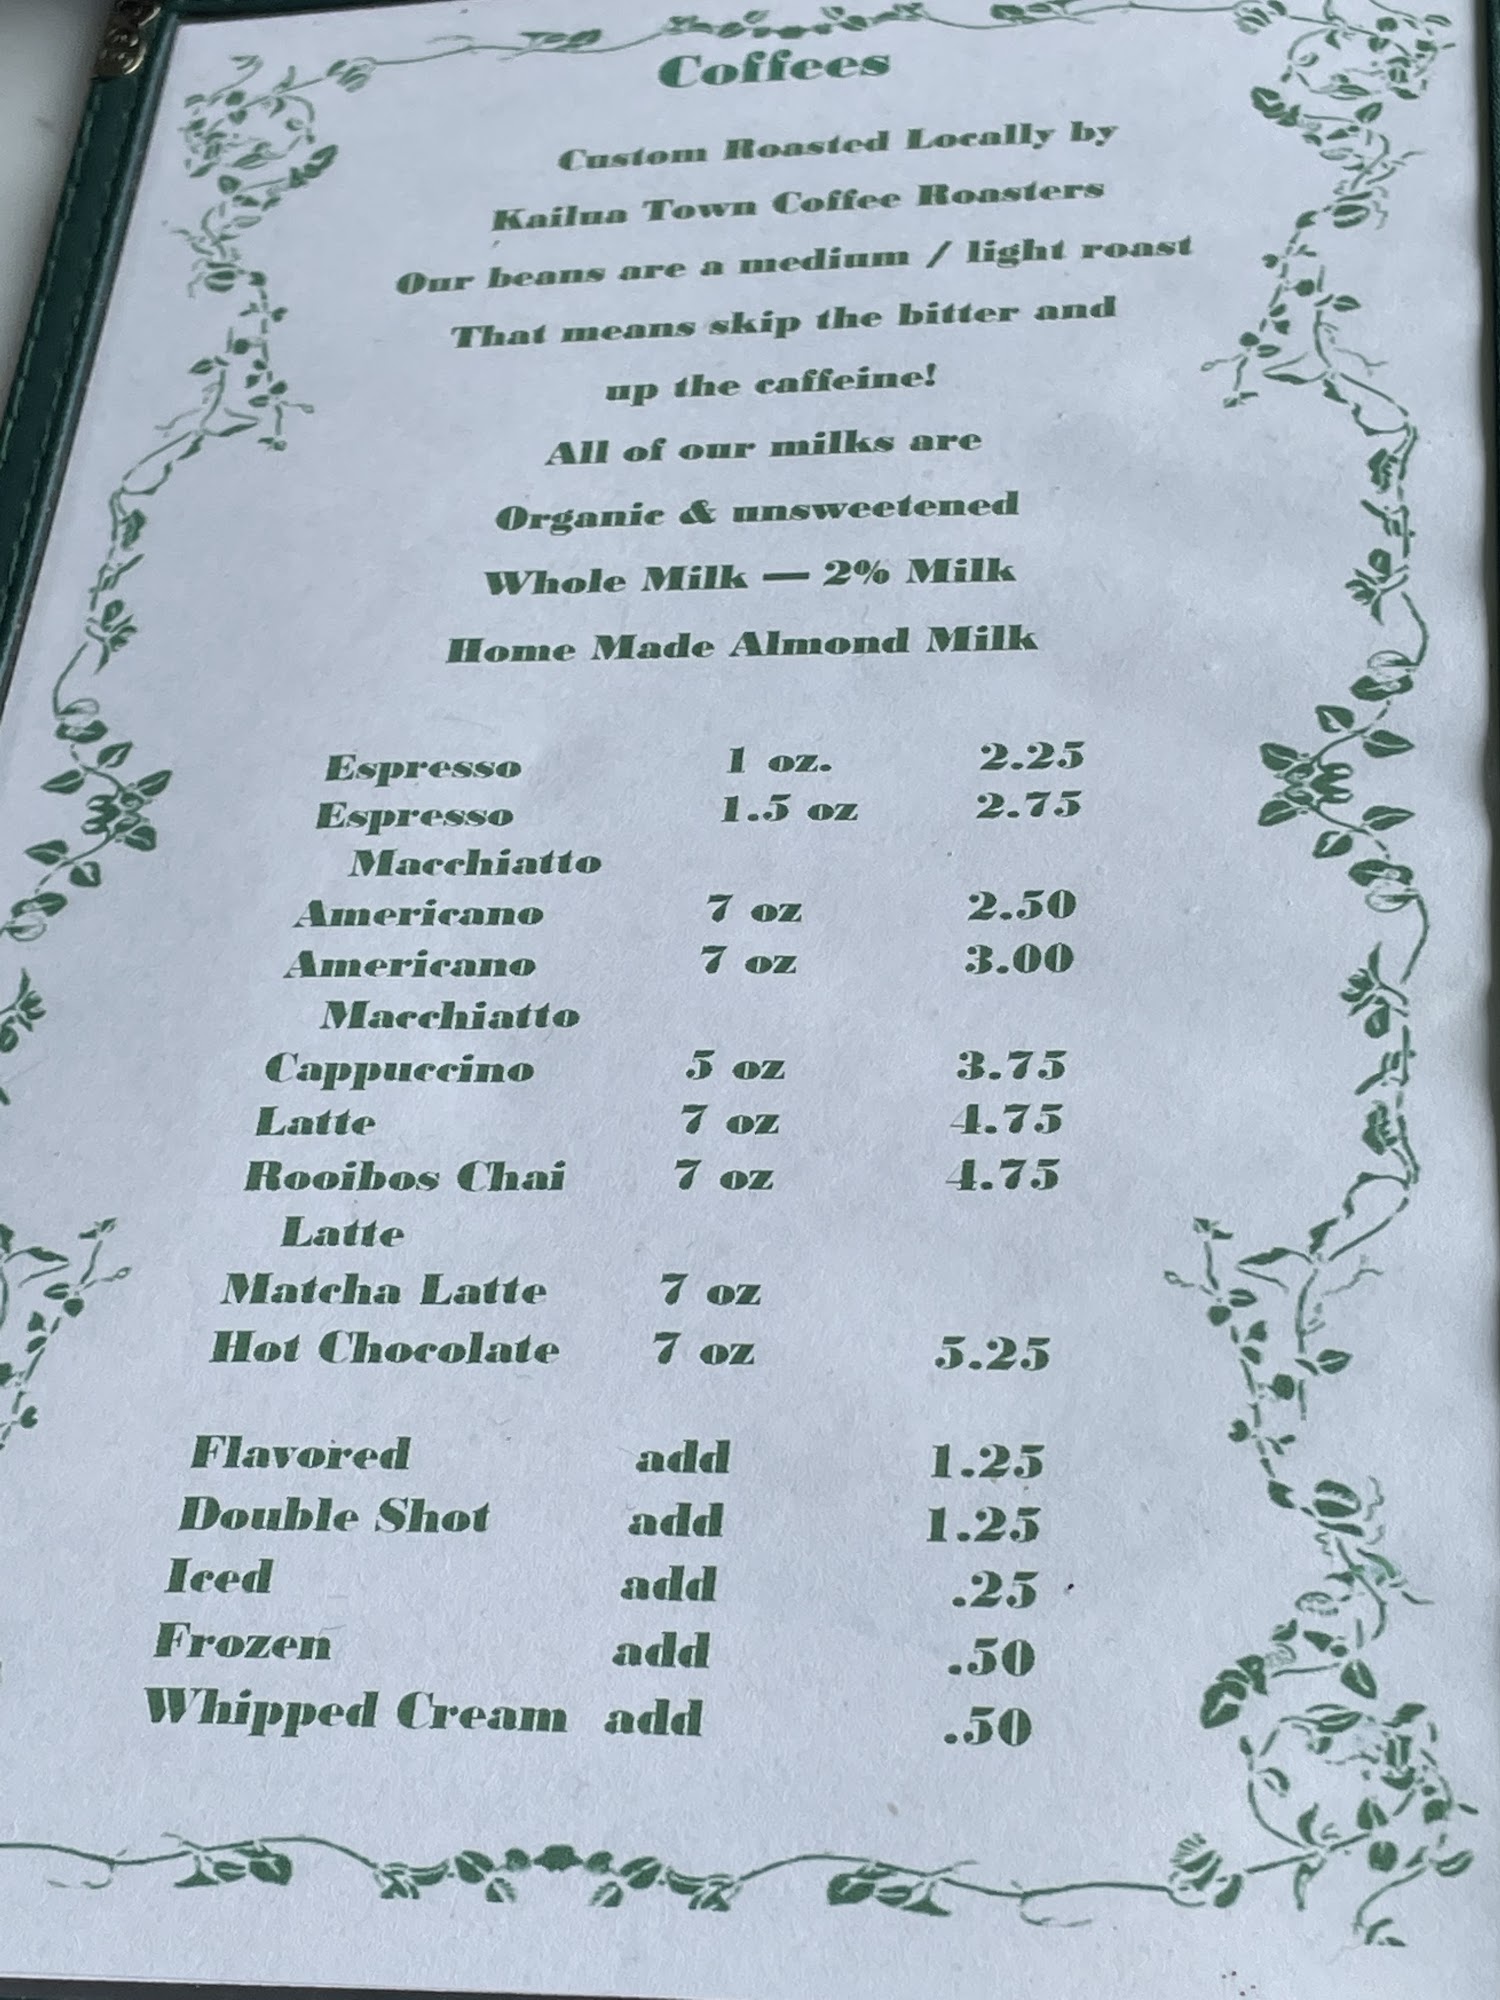 Coffees
Custom Roasted Locally by
Kailua Town Coffee Roasters
Our beans are a medium / light roast
That means skip the bitter and
up the caffeine!
All of our milks are
Organic & unsweetened
Whole Milk — 2% Milk
Home Made Almond Milk
Espresso 1 oz. 2.25
Espresso 1.5 oz 2.75
Macchiatto
Americano 7 oz 2.50
Americano 7 oz 3.00
Macchiatto
Cappuccino 5 oz 3.75
Latte 7 oz 4.75
Rooibos Chai 7 oz 4.75
Latte
Matcha Latte 7 oz
Hot Chocolate 7 oz 5.25
Flavored add 1.25
Double Shot add 1.25
Iced add .25
Frozen add .50
Whipped Cream add .50